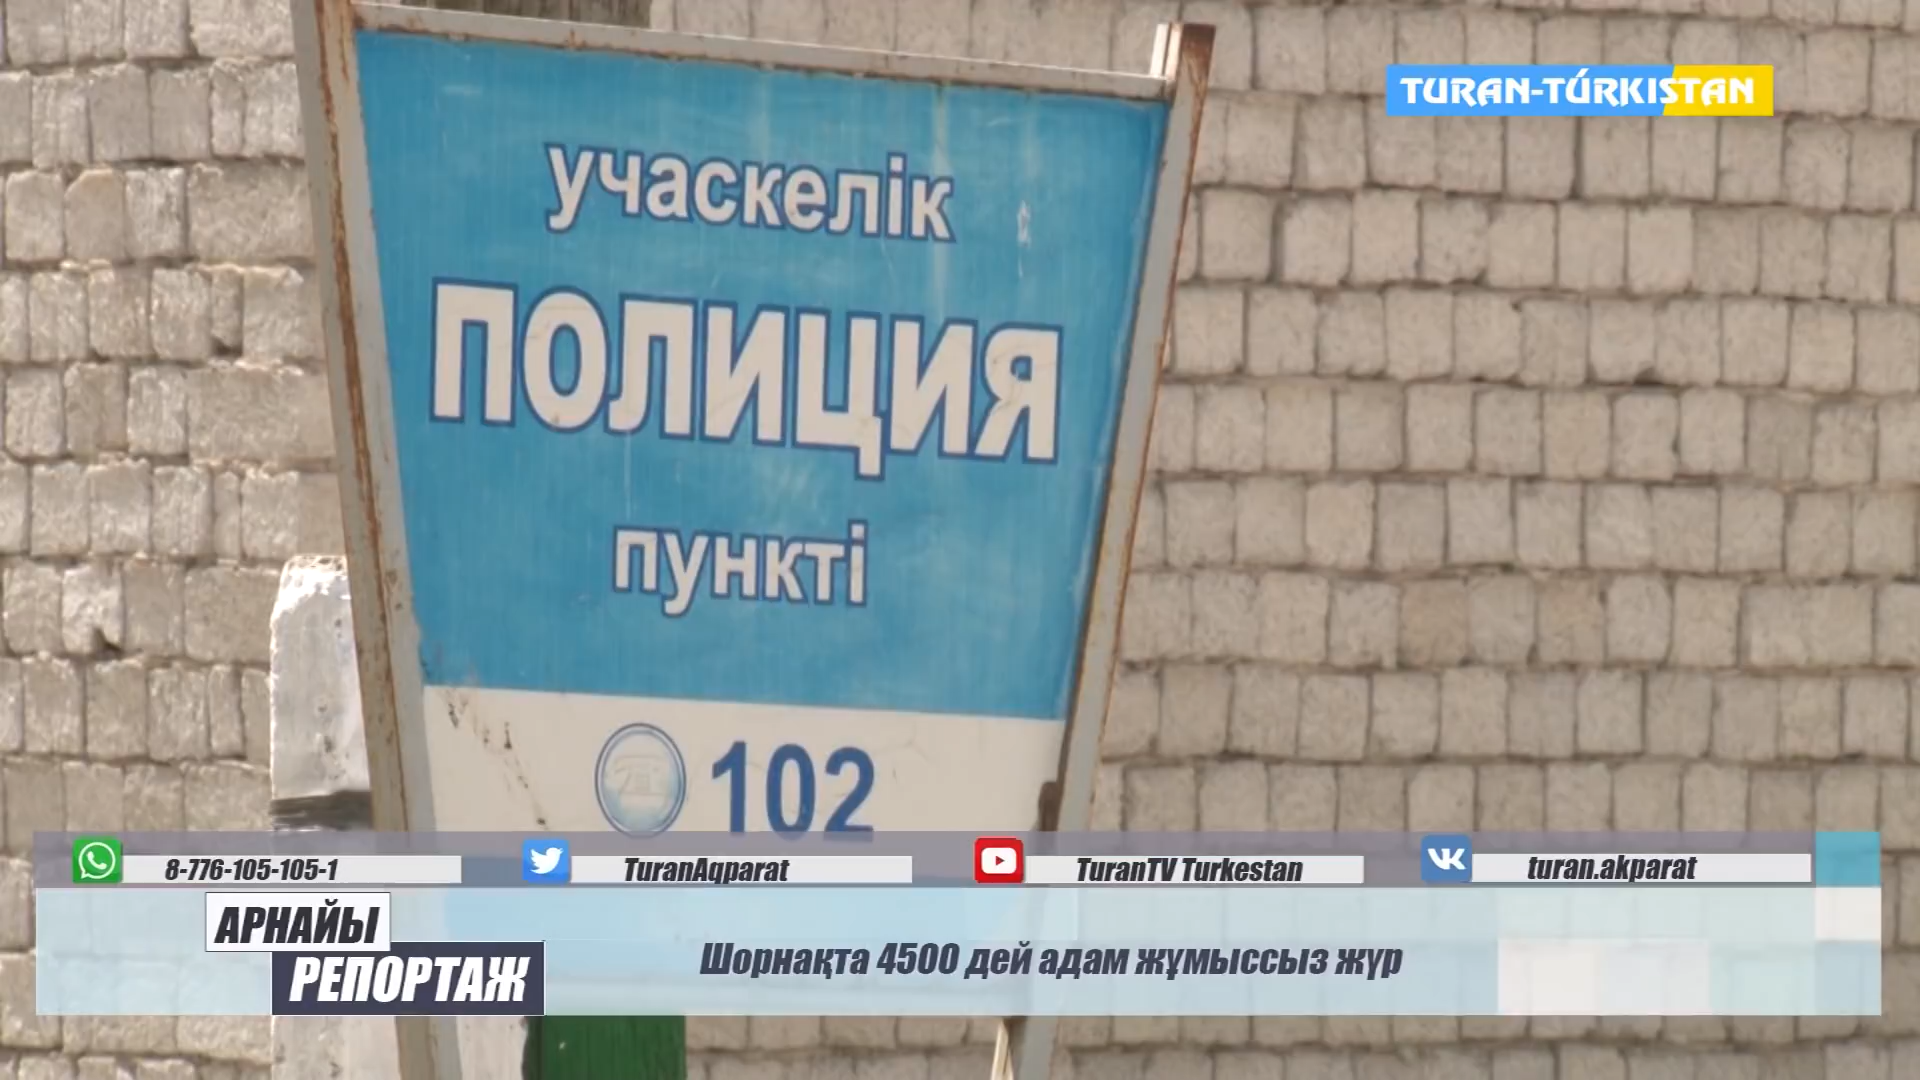 TURAN-TÚRKISTAN
учаскелік
ПОЛИЦИЯ
пункті
102
8-776-105-105-1
TuranAqparat
TuranTV Turkestan
turan.akparat
АРНАЙЫ
РЕПОРТАЖ
Шорнақта 4500 дей адам жұмыссыз жүр